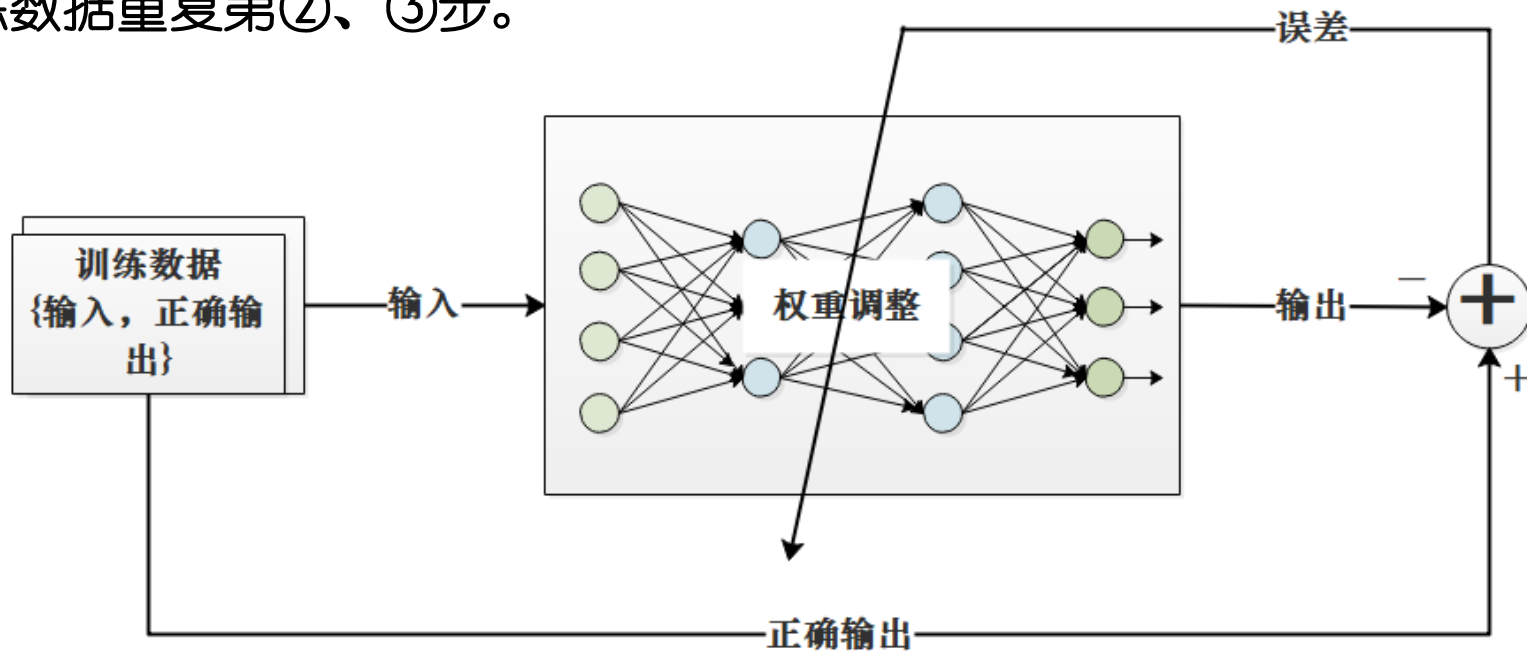 练数据重复第②、③步。
误差
训练数据
{输入，正确输
出}
输入
权重调整
输出
−
+
+
正确输出